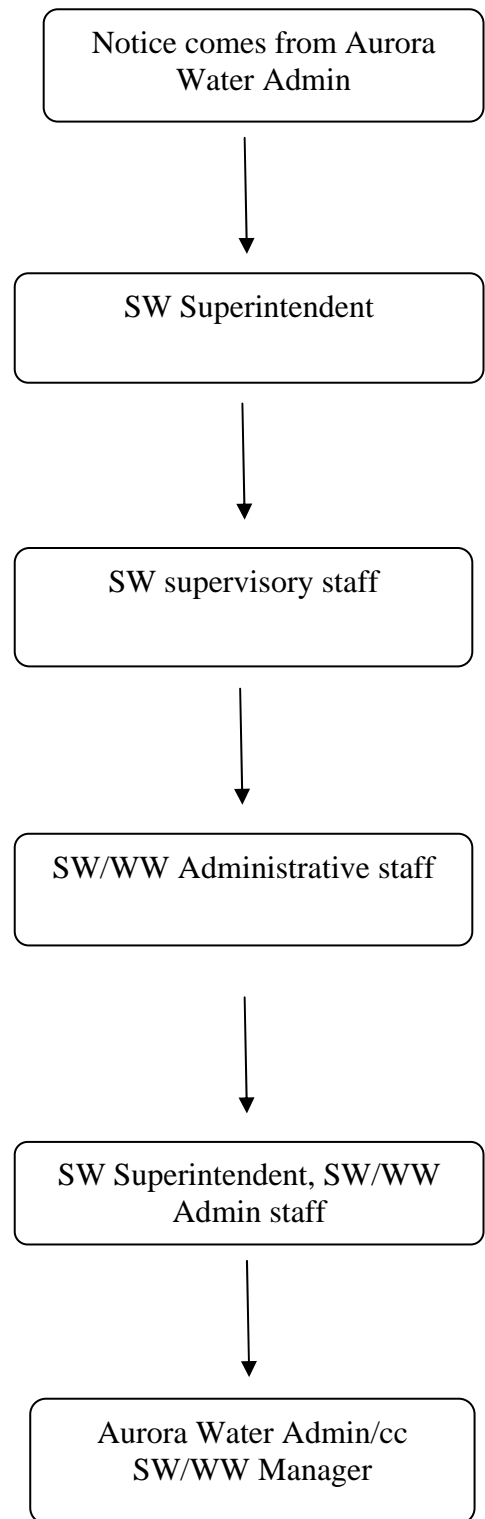 Notice comes from Aurora
Water Admin
SW Superintendent
SW supervisory staff
SW/WW Administrative staff
SW Superintendent, SW/WW
Admin staff
Aurora Water Admin/cc
SW/WW Manager